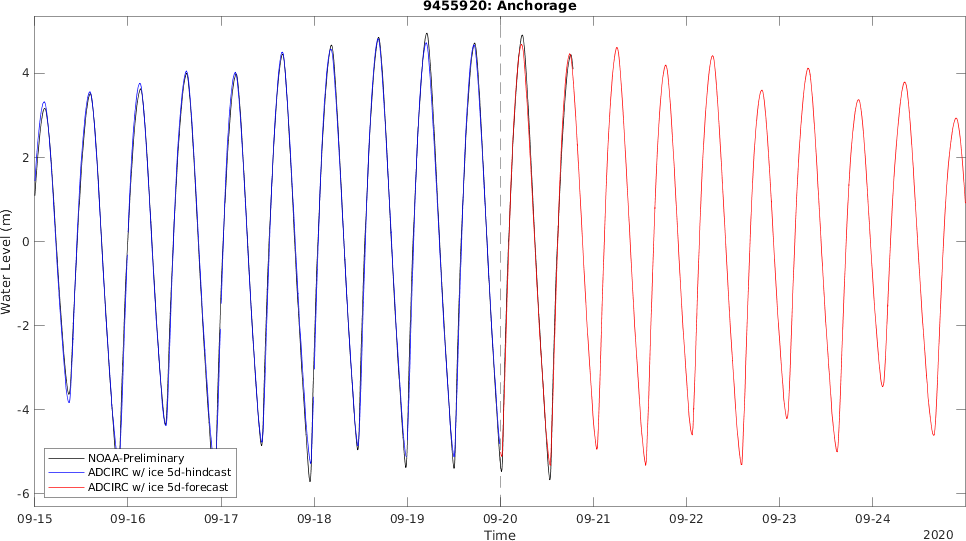 9455920: Anchorage
Water Level (m)
4
2
0
-2
-4
-6
NOAA-Preliminary
ADCIRC w/ ice 5d-hindcast
ADCIRC w/ ice 5d-forecast
09-15 09-16 09-17 09-18 09-19 09-20 09-21 09-22 09-23 09-24
Time
2020